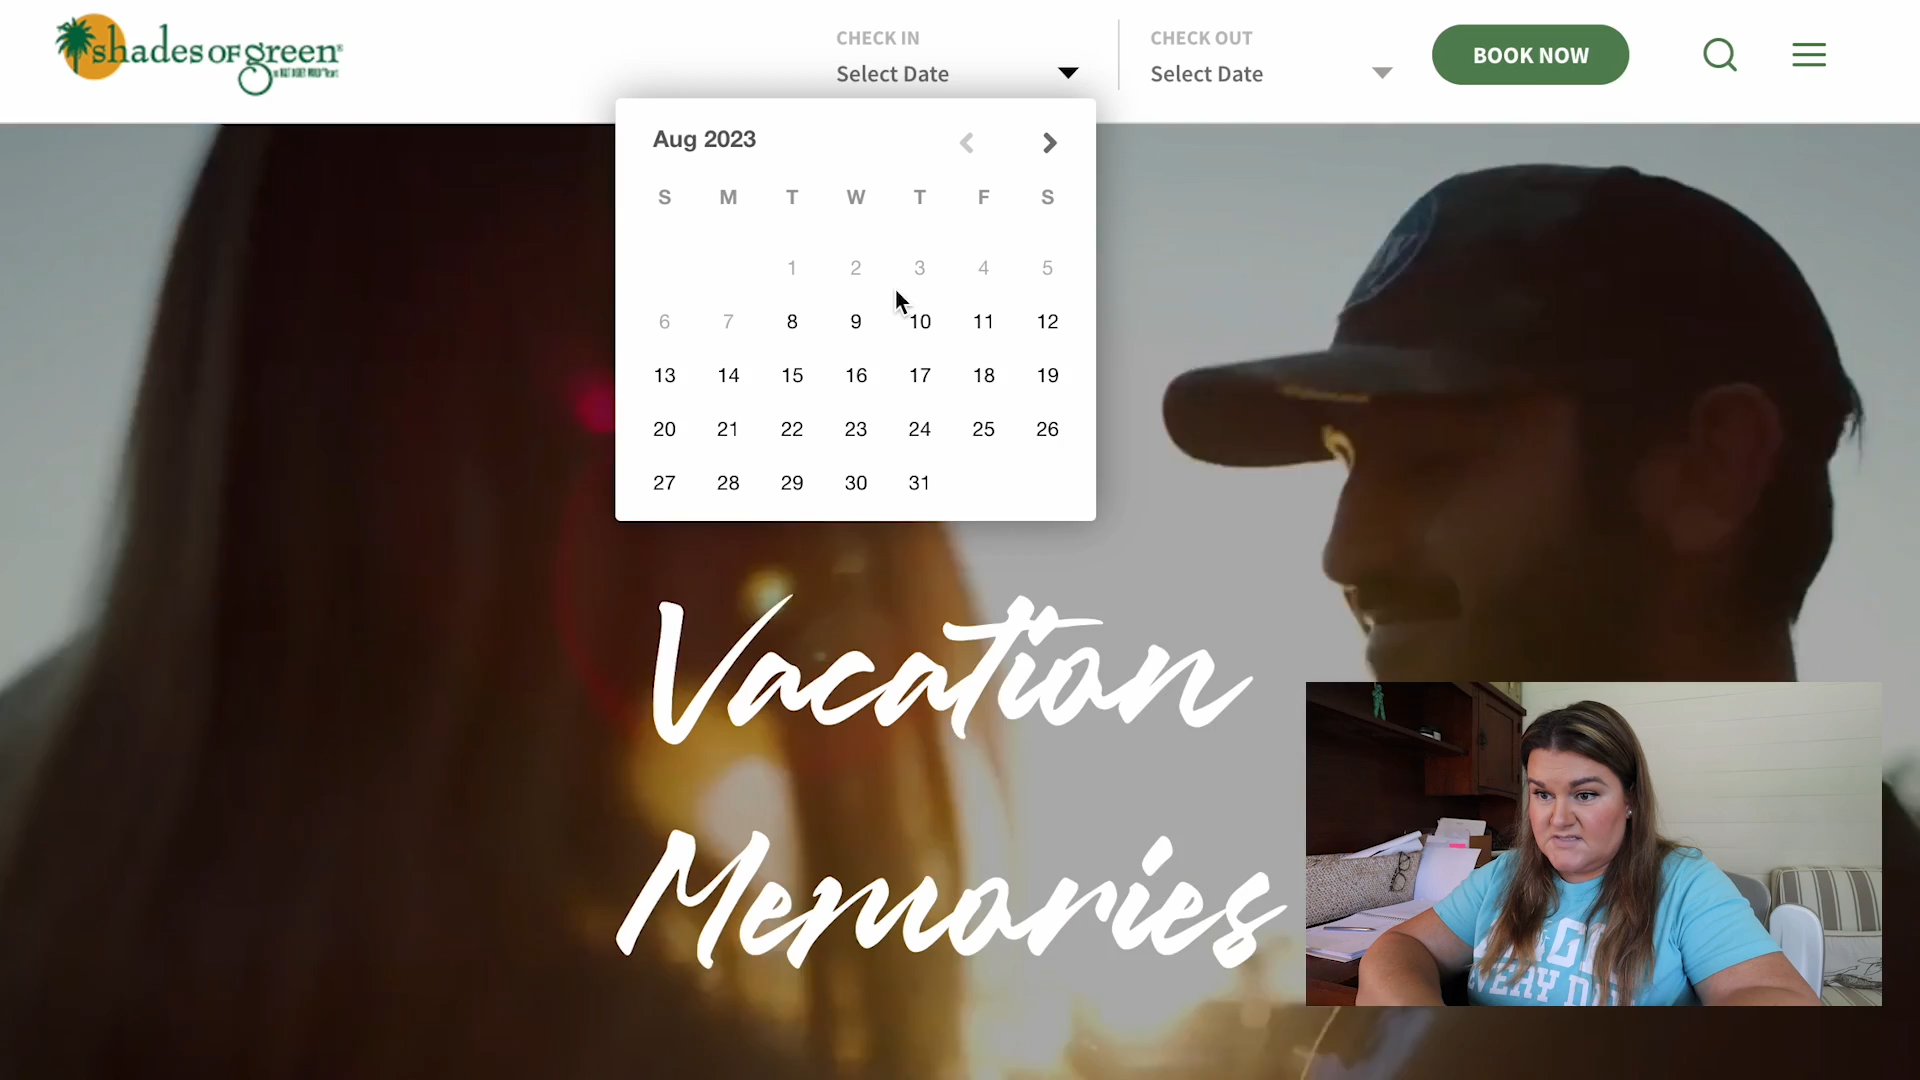 shades of green®
CHECK IN
CHECK OUT
Select Date
Select Date
BOOK NOW
Aug 2023
S M T W T F S
1 2 3 4 5
6 7 8 9 10 11 12
13 14 15 16 17 18 19
20 21 22 23 24 25 26
27 28 29 30 31
Vacation
Memories
EVERY